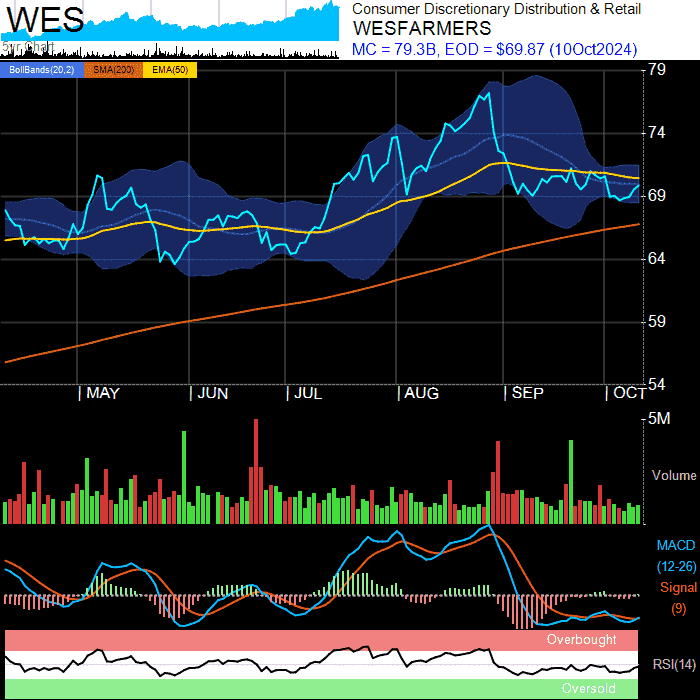 WES
5yr Chart
Consumer Discretionary Distribution & Retail
WESFARMERS
MC = 79.3B, EOD = $69.87 (10Oct2024)
BollBands(20,2) SMA(200) EMA(50)
79
74
69
64
59
54
| MAY | JUN | JUL | AUG | SEP | OCT
5M
Volume
MACD
(12-26)
Signal
(9)
Overbought
RSI(14)
Oversold